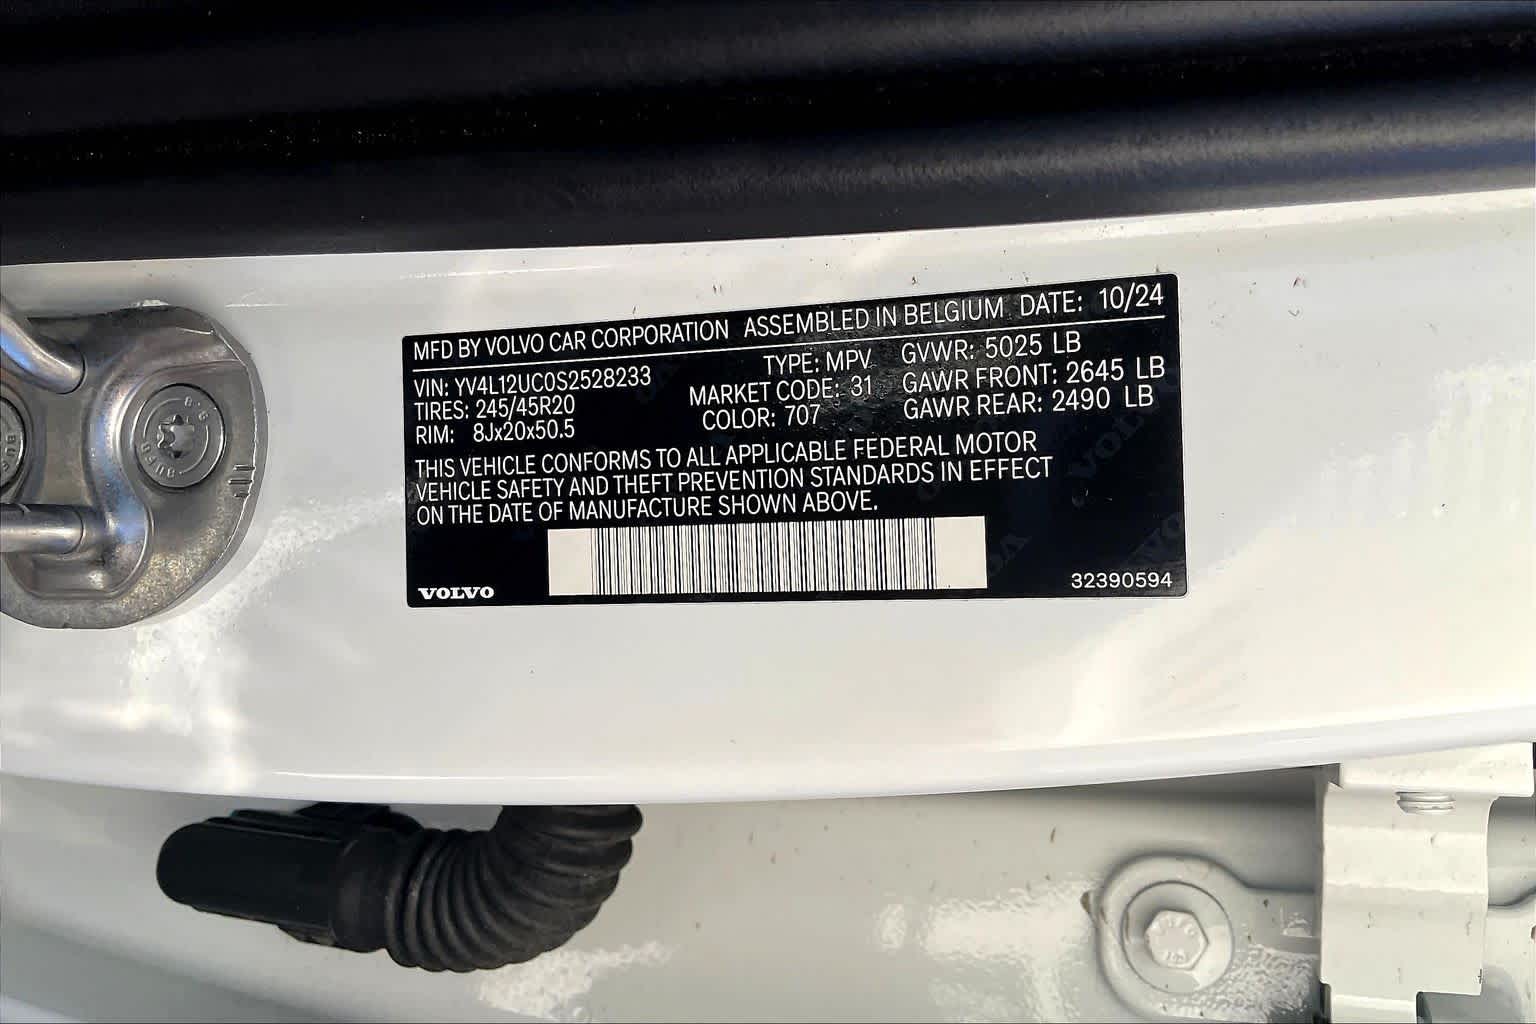 MFD BY VOLVO CAR CORPORATION ASSEMBLED IN BELGIUM DATE: 10/24
VIN: YV4L12UC0S2528233 TYPE: MPV GVWR: 5025 LB
TIRES: 245/45R20 MARKET CODE: 31 GAWR FRONT: 2645 LB
RIM: 8Jx20x50.5 COLOR: 707 GAWR REAR: 2490 LB
THIS VEHICLE CONFORMS TO ALL APPLICABLE FEDERAL MOTOR
VEHICLE SAFETY AND THEFT PREVENTION STANDARDS IN EFFECT
ON THE DATE OF MANUFACTURE SHOWN ABOVE.
VOLVO 32390594